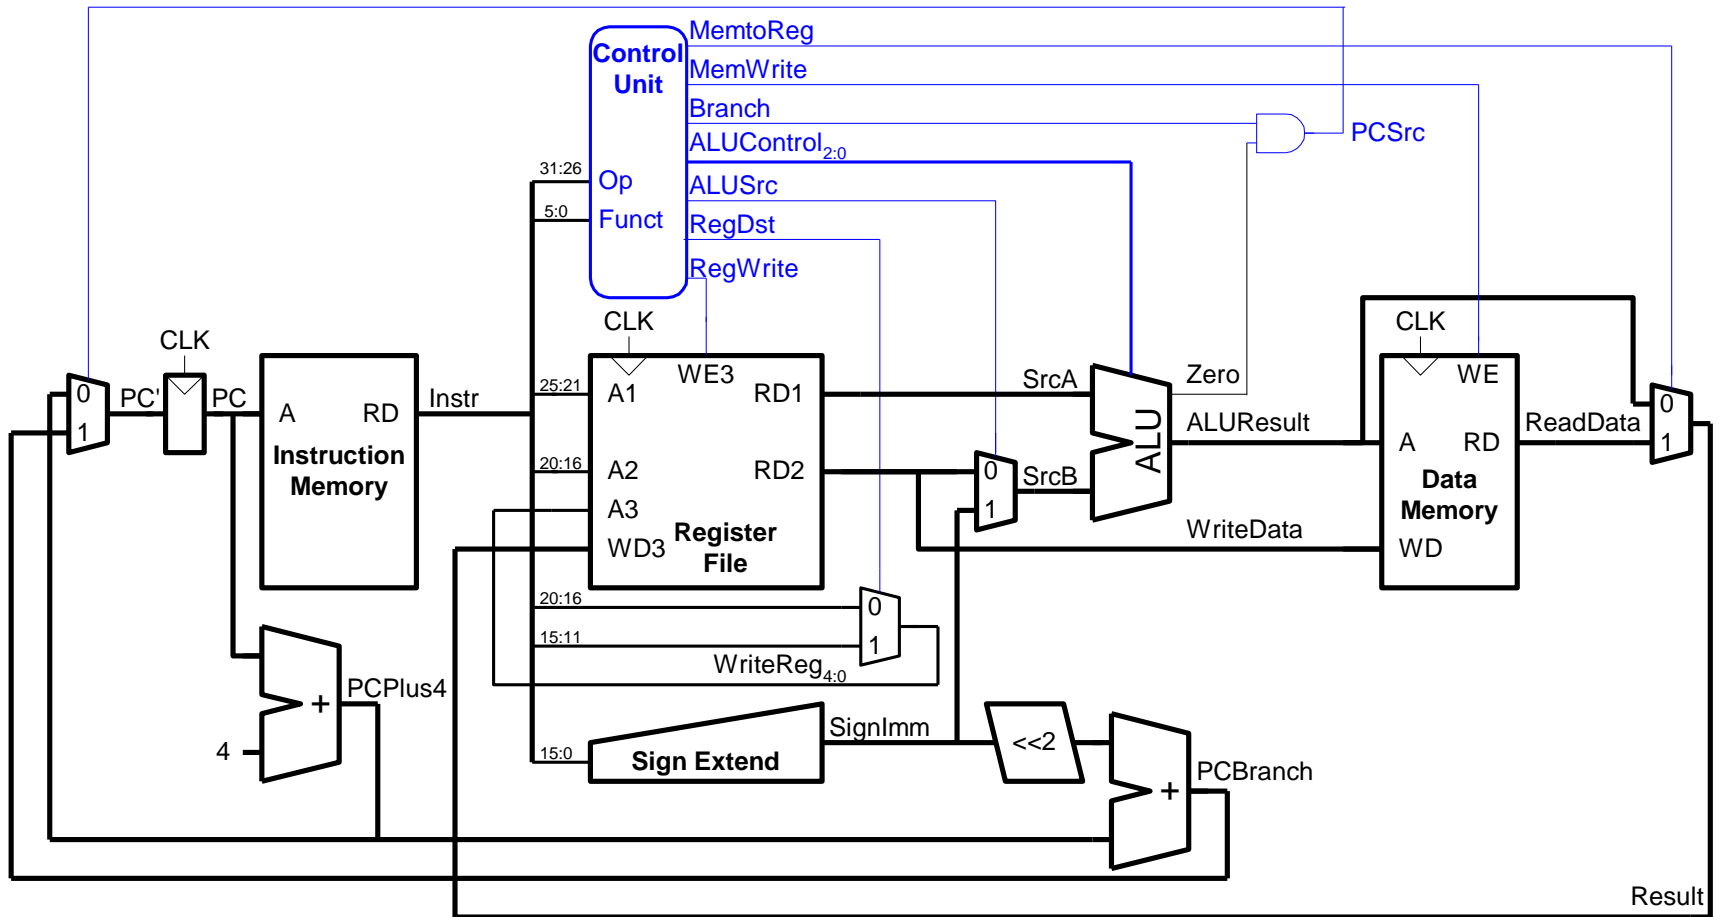 MemtoReg
Control
Unit
MemWrite
Branch
PCSrc
ALUControl2:0
31:26
Op
ALUSrc
5:0
Funct
RegDst
RegWrite
CLK
CLK
CLK
0
1
PC'
PC
A
RD
Instruction
Memory
Instr
25:21
A1
WE3
RD1
SrcA
Zero
WE
0
1
20:16
A2
RD2
0
1
SrcB
ALU
ALUResult
A
RD
ReadData
Data
Memory
A3
WD3
Register
File
WriteData
WD
20:16
0
15:11
1
WriteReg4:0
PCPlus4
+
4
SignImm
15:0
Sign Extend
<<2
+
PCBranch
Result